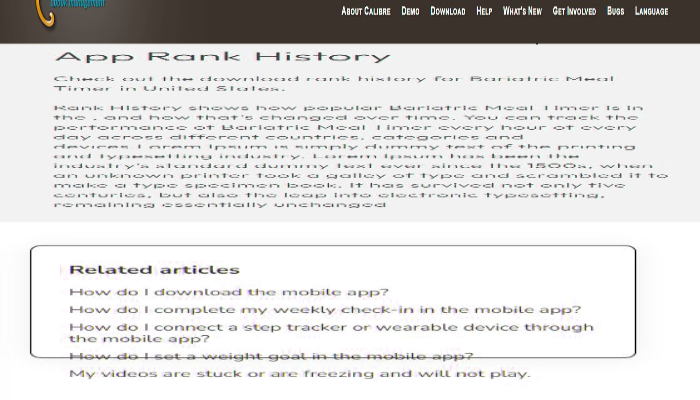 ebook management
About Calibre Demo Download Help What's New Get Involved Bugs Language
App Rank History
Check out the download rank history for Bariatric Meal
Timer in United States.
Rank History shows how popular Bariatric Meal Timer is in
the , and how that's changed over time. You can track the
performance of Bariatric Meal Timer every hour of every
day across different countries, categories and
devices.Lorem Ipsum is simply dummy text of the printing
and typesetting industry. Lorem Ipsum has been the
industry's standard dummy text ever since the 1500s, when
an unknown printer took a galley of type and scrambled it to
make a type specimen book. It has survived not only five
centuries, but also the leap into electronic typesetting,
remaining essentially unchanged
Related articles
How do I download the mobile app?
How do I complete my weekly check-in in the mobile app?
How do I connect a step tracker or wearable device through
the mobile app?
How do I set a weight goal in the mobile app?
My videos are stuck or are freezing and will not play.